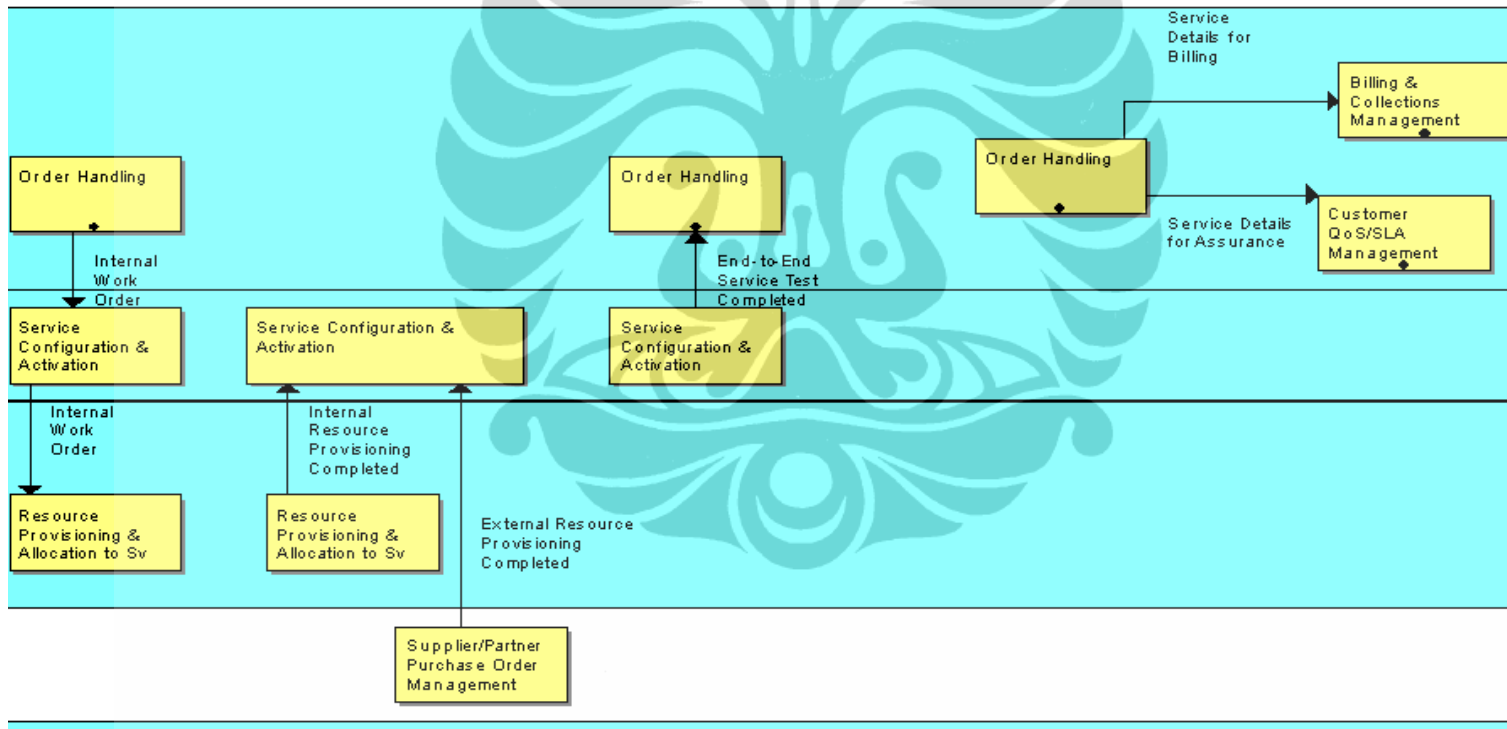 Service
Details for
Billing
Billing &
Collections
Management
Order Handling
Order Handling
Order Handling
Service Details
for Assurance
Customer
QoS/SLA
Management
Internal
Work
Order
End-to-End
Service Test
Completed
Service
Configuration &
Activation
Service Configuration &
Activation
Service
Configuration &
Activation
Internal
Work
Order
Internal
Resource
Provisioning
Completed
Resource
Provisioning &
Allocation to Sv
Resource
Provisioning &
Allocation to Sv
External Resource
Provisioning
Completed
Supplier/Partner
Purchase Order
Management